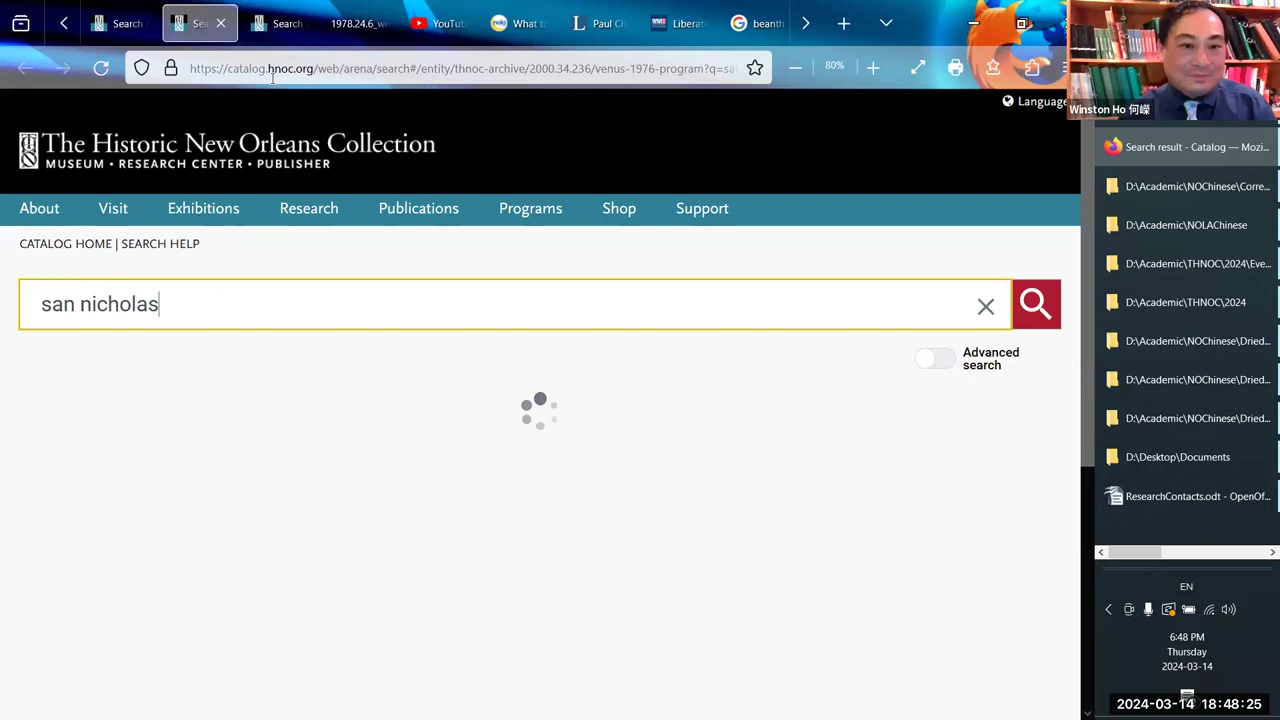 Search
Sea
Search
1978.24.6_w
YouTu
What to
Paul Ch
Liberat
beanth
https://catalog.hnoc.org/web/arena
/entity/thnoc-archive/2000.34.236/venus-1976-program?q=sa
80%
Language
Winston Ho 何嶸
The Historic New Orleans Collection
MUSEUM • RESEARCH CENTER • PUBLISHER
About Visit Exhibitions Research Publications Programs Shop Support
CATALOG HOME | SEARCH HELP
san nicholas
Advanced
search
Search result - Catalog — Mozi...
D:\Academic\NOChinese\Corre...
D:\Academic\NOLAChinese
D:\Academic\THNOC\2024\Eve...
D:\Academic\THNOC\2024
D:\Academic\NOChinese\Dried...
D:\Academic\NOChinese\Dried...
D:\Academic\NOChinese\Dried...
D:\Desktop\Documents
ResearchContacts.odt - OpenOf...
EN
6:48 PM
Thursday
2024-03-14
2024-03-14 18:48:25